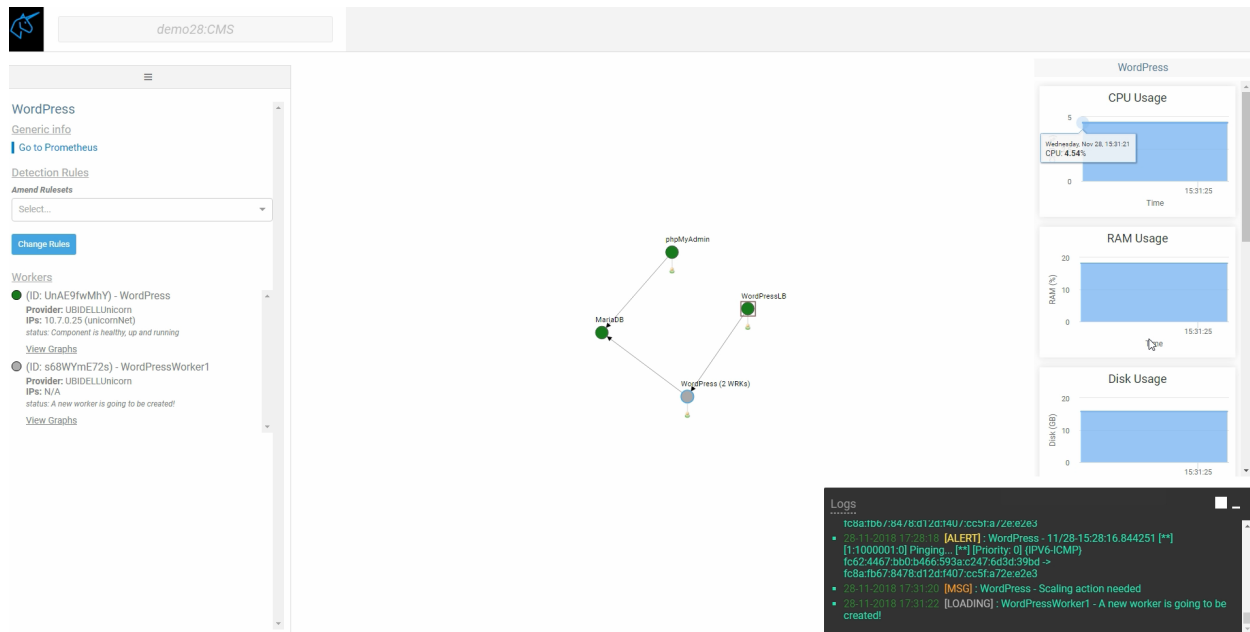 demo28:CMS
WordPress
Generic info
Go to Prometheus
Detection Rules
Amend Rulesets
Select...
Change Rules
Workers
(ID: UnAE9fwMhY) - WordPress
Provider: UBIDELLUnicorn
IPs: 10.7.0.25 (unicornNet)
status: Component is healthy, up and running
View Graphs
(ID: s68WYmE72s) - WordPressWorker1
Provider: UBIDELLUnicorn
IPs: N/A
status: A new worker is going to be created!
View Graphs
phpMyAdmin
WordPressLB
MariaDB
WordPress (2 WRKs)
WordPress
CPU Usage
5
Wednesday, Nov 28, 15:31:21
CPU: 4.54%
0
15:31:25
Time
RAM Usage
20
RAM (%)
10
0
15:31:25
Disk Usage
20
Disk (GB)
10
0
15:31:25
Logs
fc8a:fb67:8478:d12d:f407:cc5f:a72e:e2e3
28-11-2018 17:28:18 [ALERT] : WordPress - 11/28-15:28:16.844251 [**]
[1:1000001:0] Pinging... [**] [Priority: 0] {IPV6-ICMP}
fc62:4467:bb0:b466:593a:c247:6d3d:39bd ->
fc8a:fb67:8478:d12d:f407:cc5f:a72e:e2e3
28-11-2018 17:31:20 [MSG] : WordPress - Scaling action needed
28-11-2018 17:31:22 [LOADING] : WordPressWorker1 - A new worker is going to be
created!